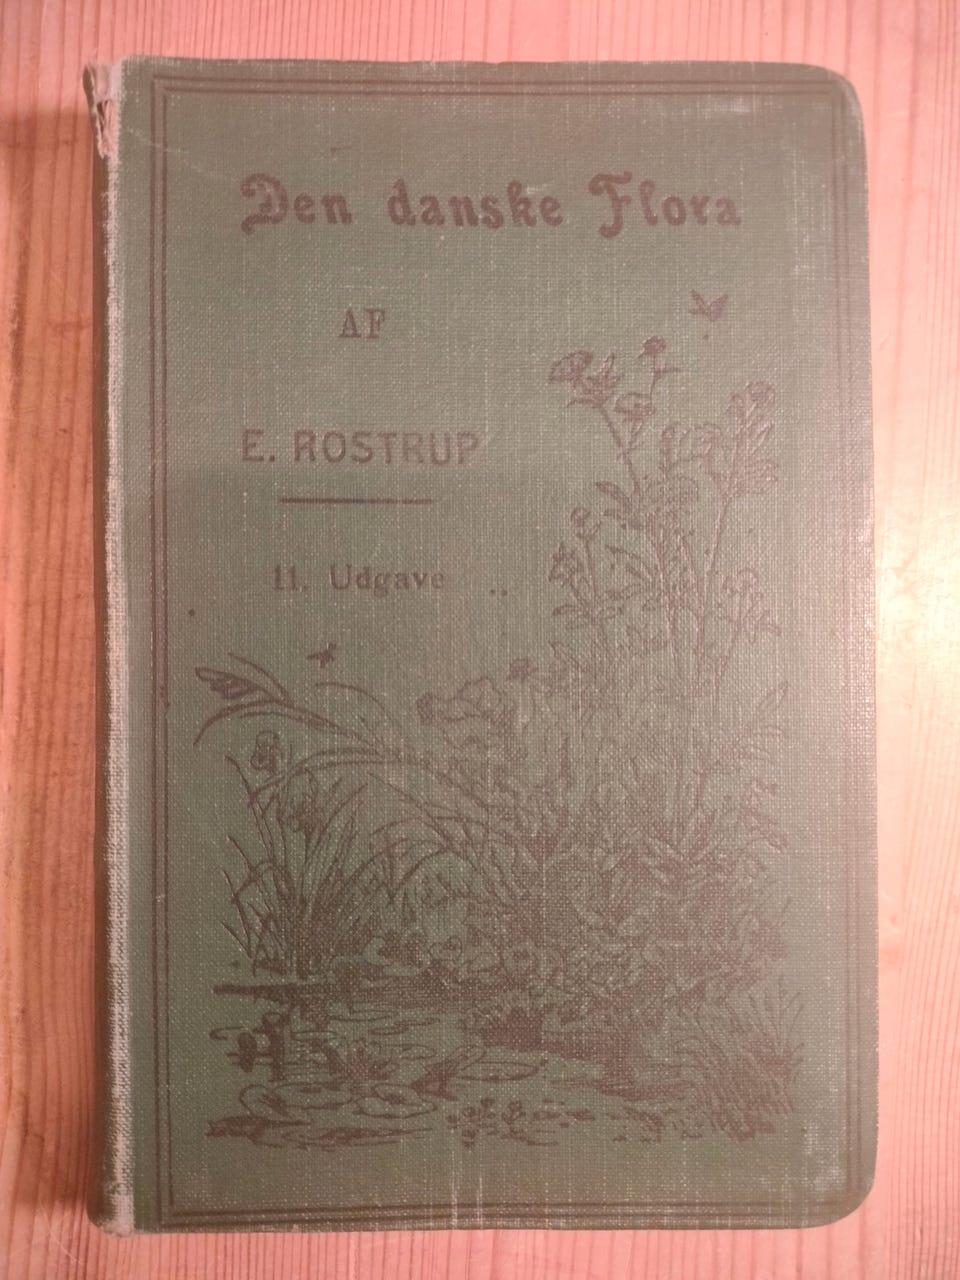 Den danske Flora
AF
E. ROSTRUP
11. Udgave